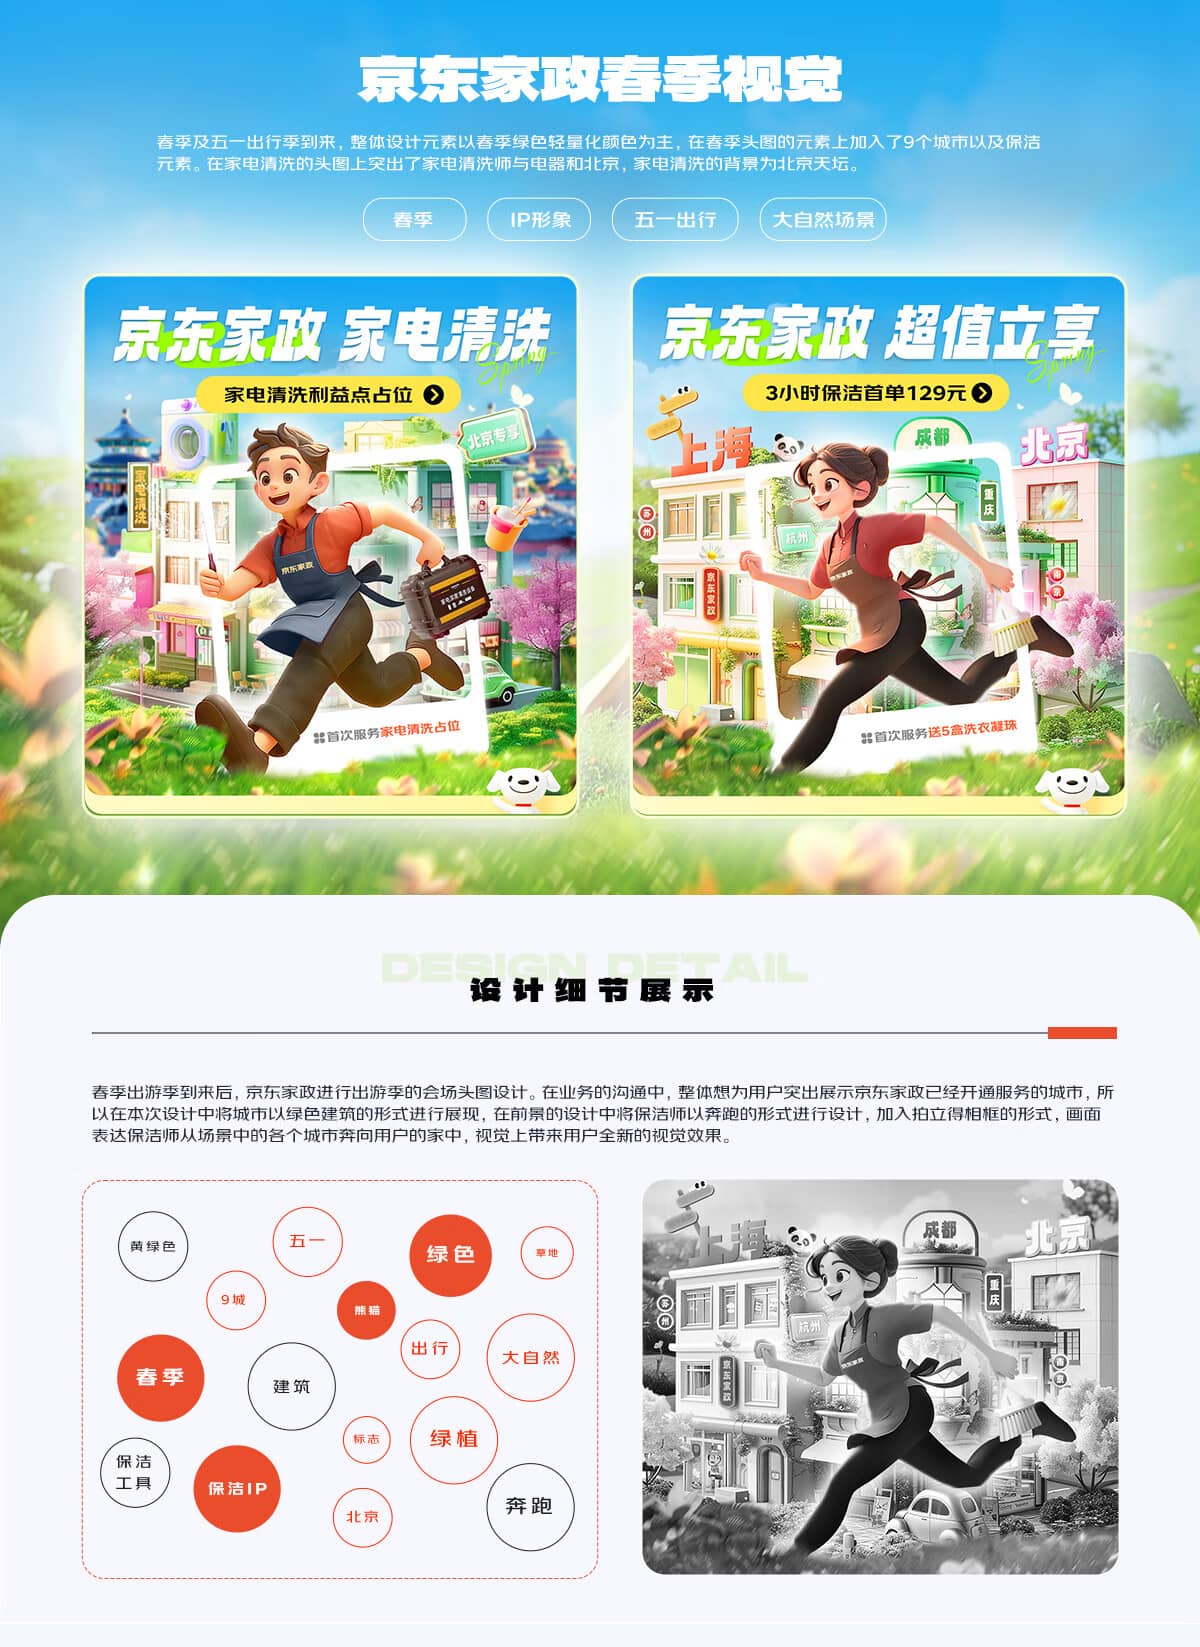 京东家政春季视觉
春季及五一出行季到来，整体设计元素以春季绿色轻量化颜色为主，在春季头图的元素上加入了9个城市以及保洁
元素。在家电清洗的头图上突出了家电清洗师与电器和北京，家电清洗的背景为北京天坛。
春季
IP形象
五一出行
大自然场景
京东家政 家电清洗
Spring
家电清洗利益点占位
北京专享
家电清洗
京东家政
首次服务家电清洗占位
京东家政 超值立享
Spring
3小时保洁首单129元
上海
成都
北京
重庆
苏州
杭州
南京
京东家政
京东家政
首次服务送5盒洗衣凝珠
DESIGN DETAIL
设计细节展示
春季出游季到来后，京东家政进行出游季的会场头图设计。在业务的沟通中，整体想为用户突出展示京东家政已经开通服务的城市，所
以在本次设计中将城市以绿色建筑的形式进行展现，在前景的设计中将保洁师以奔跑的形式进行设计，加入拍立得相框的形式，画面
表达保洁师从场景中的各个城市奔向用户的家中，视觉上带来用户全新的视觉效果。
黄绿色
五一
绿色
草地
9城
熊猫
出行
大自然
春季
建筑
标志
绿植
保洁
工具
保洁IP
北京
奔跑
上海
成都
北京
重庆
苏州
杭州
南京
京东家政
京东家政